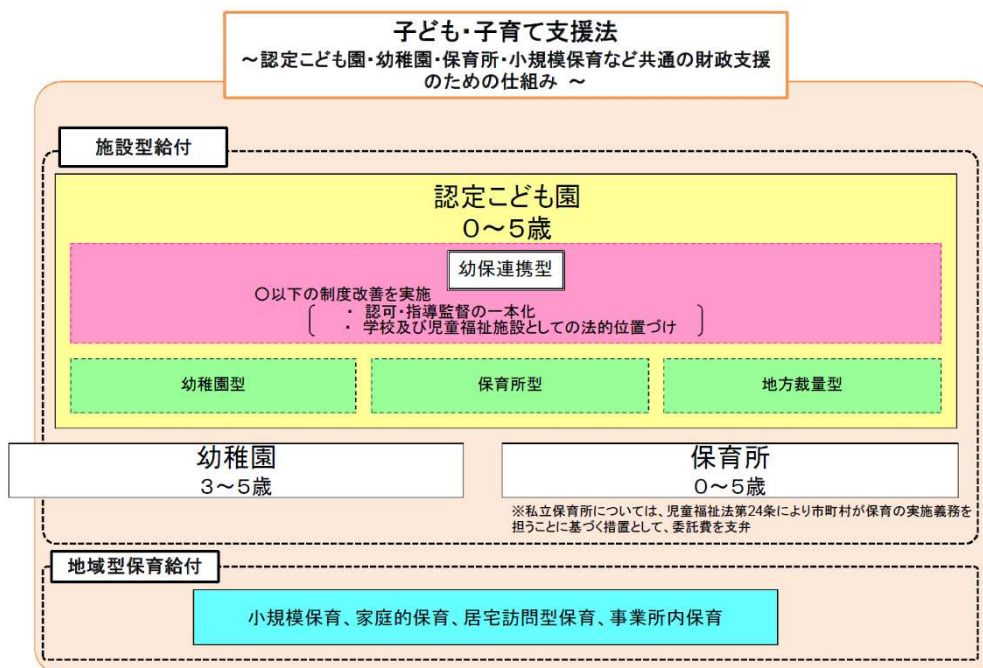 子ども・子育て支援法
～認定こども園・幼稚園・保育所・小規模保育など共通の財政支援
のための仕組み ～
施設型給付
認定こども園
０～５歳
幼保連携型
○以下の制度改善を実施
・ 認可・指導監督の一本化
・ 学校及び児童福祉施設としての法的位置づけ
幼稚園型
保育所型
地方裁量型
幼稚園
３～５歳
保育所
０～５歳
※私立保育所については、児童福祉法第24条により市町村が保育の実施義務を
担うことに基づく措置として、委託費を支弁
地域型保育給付
小規模保育、家庭的保育、居宅訪問型保育、事業所内保育